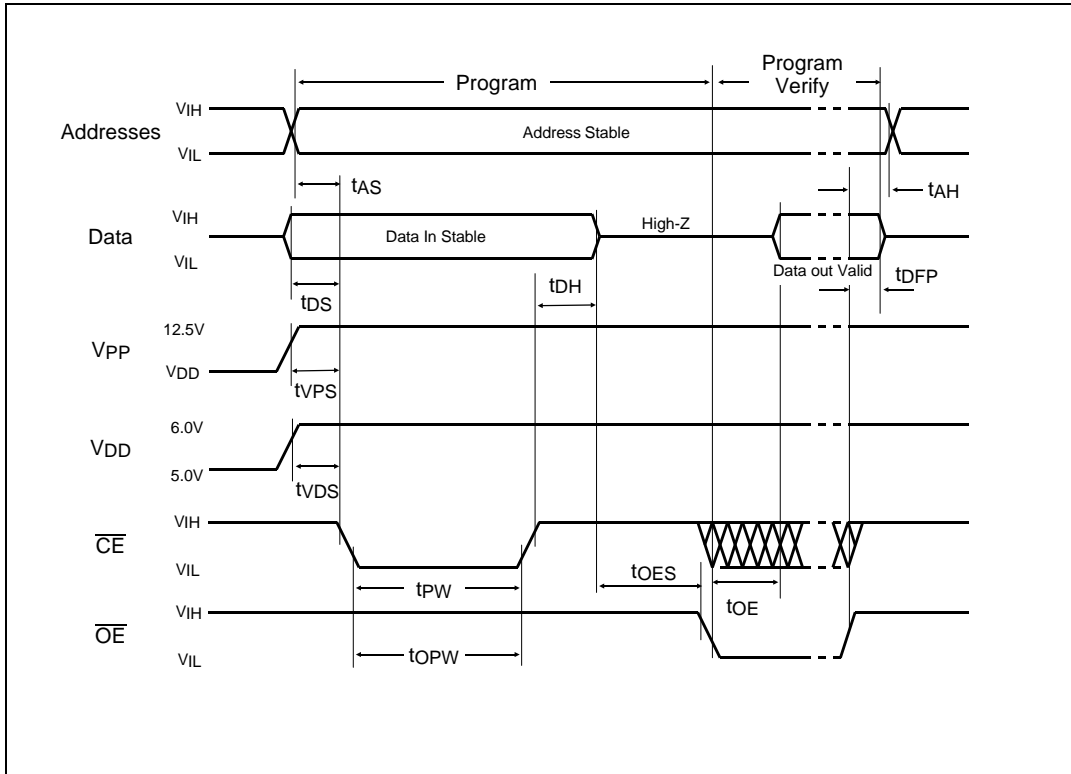 Program
Program
Verify
Addresses
VIH
VIL
Address Stable
tAS
tAH
Data
VIH
VIL
Data In Stable
High-Z
Data out Valid
tDS
tDH
tDFP
VPP
12.5V
VDD
tVPS
VDD
6.0V
5.0V
tVDS
CE
VIH
VIL
tPW
tOES
tOE
OE
VIH
VIL
tOPW